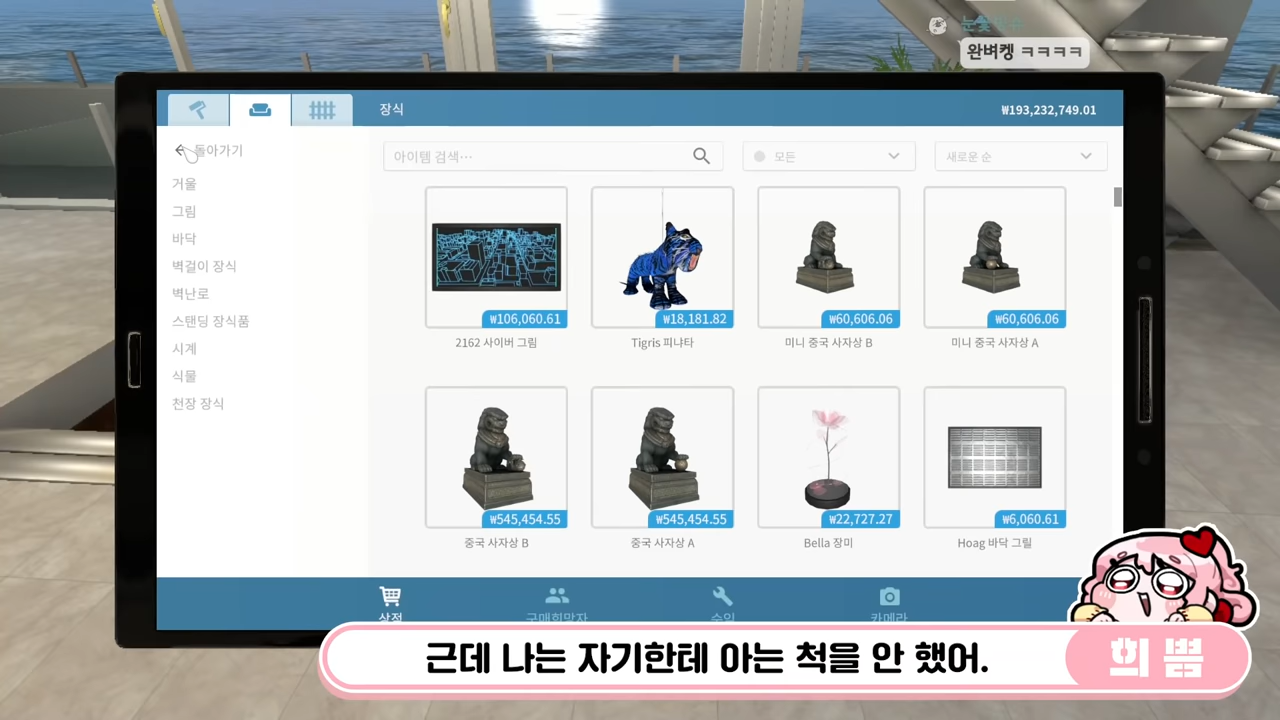 완벼켕 ㅋㅋㅋㅋ
장식
₩193,232,749.01
돌아가기
아이템 검색…
모든
새로운 순
거울
그림
바닥
벽걸이 장식
벽난로
스탠딩 장식품
시계
식물
천장 장식
₩106,060.61
₩18,181.82
₩60,606.06
₩60,606.06
2162 사이버 그림
Tigris 피냐타
미니 중국 사자상 B
미니 중국 사자상 A
₩545,454.55
₩545,454.55
₩22,727.27
₩6,060.61
중국 사자상 B
중국 사자상 A
Bella 장미
Hoag 바닥 그릴
상점
구매희망자
수입
카메라
근데 나는 자기한테 아는 척을 안 했어.
희쁨